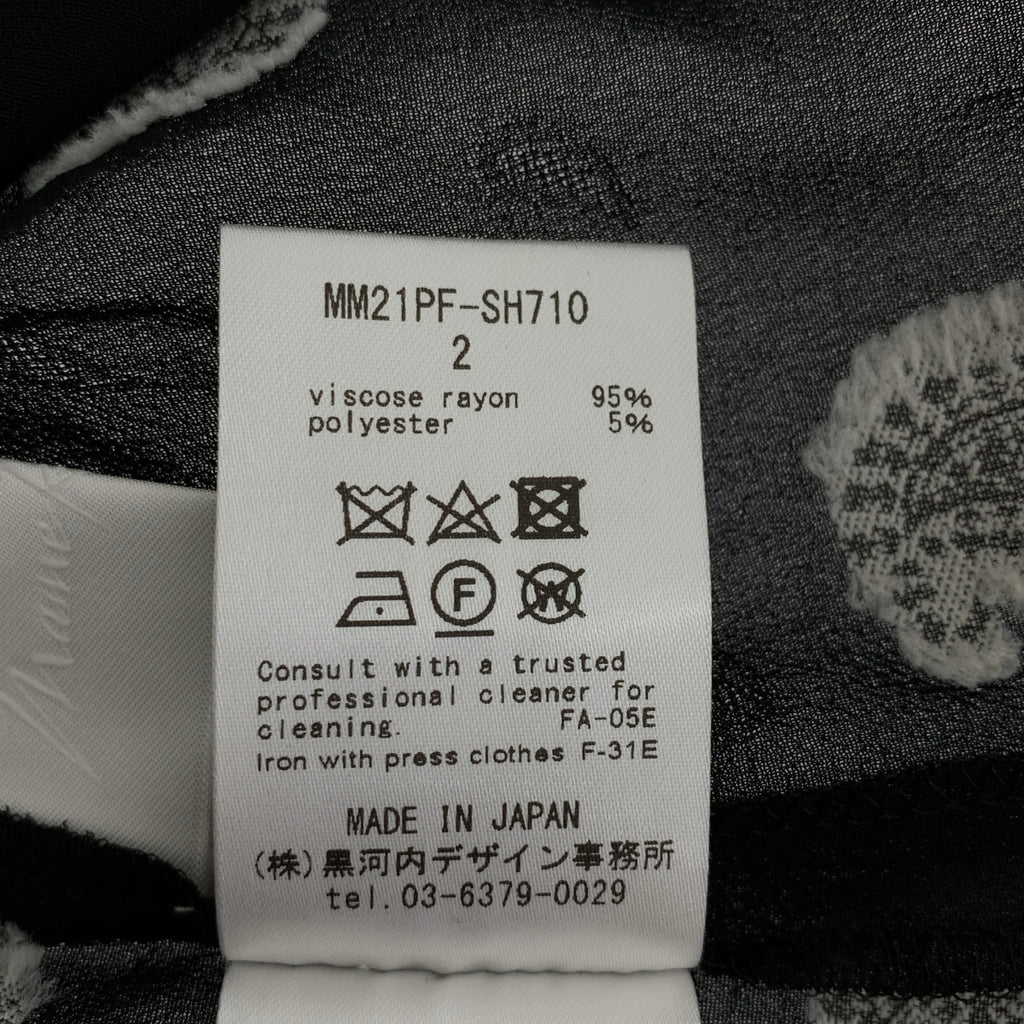 MM21PF-SH710
2
viscose rayon 95%
polyester 5%
F
W
Consult with a trusted
professional cleaner for
cleaning. FA-05E
Iron with press clothes F-31E
MADE IN JAPAN
(株)黒河内デザイン事務所
tel.03-6379-0029